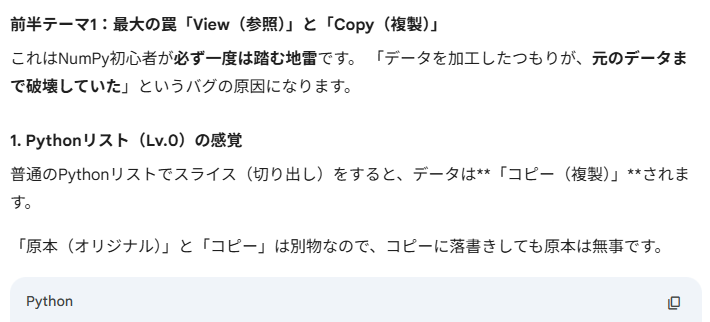 前半テーマ1：最大の罠「View（参照）」と「Copy（複製）」
これはNumPy初心者が必ず一度は踏む地雷です。 「データを加工したつもりが、元のデータま
で破壊していた」というバグの原因になります。
1. Pythonリスト（Lv.0）の感覚
普通のPythonリストでスライス（切り出し）をすると、データは**「コピー（複製）」**されま
す。
「原本（オリジナル）」と「コピー」は別物なので、コピーに落書きしても原本は無事です。
Python